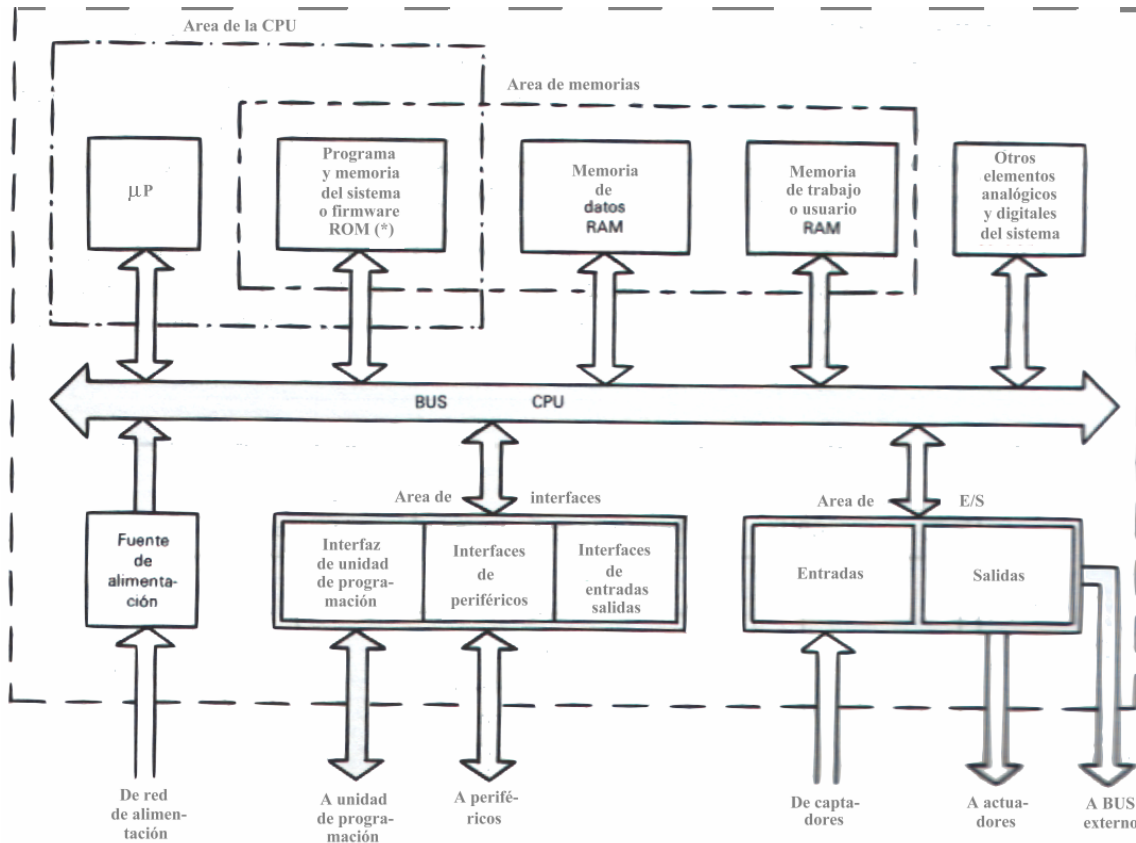 Area de la CPU
Area de memorias
µP
Programa
y memoria
del sistema
o firmware
ROM (*)
Memoria
de
datos
RAM
Memoria
de trabajo
o usuario
RAM
Otros
elementos
analógicos
y digitales
del sistema
BUS CPU
Area de interfaces
Area de E/S
Fuente
de
alimenta-
ción
Interfaz
de unidad
de progra-
mación
Interfaces
de
periféricos
Interfaces
de
entradas
salidas
Entradas
Salidas
De red
de alimen-
tación
A unidad
de progra-
mación
A perifé-
ricos
De capta-
dores
A actua-
dores
A BUS
externo